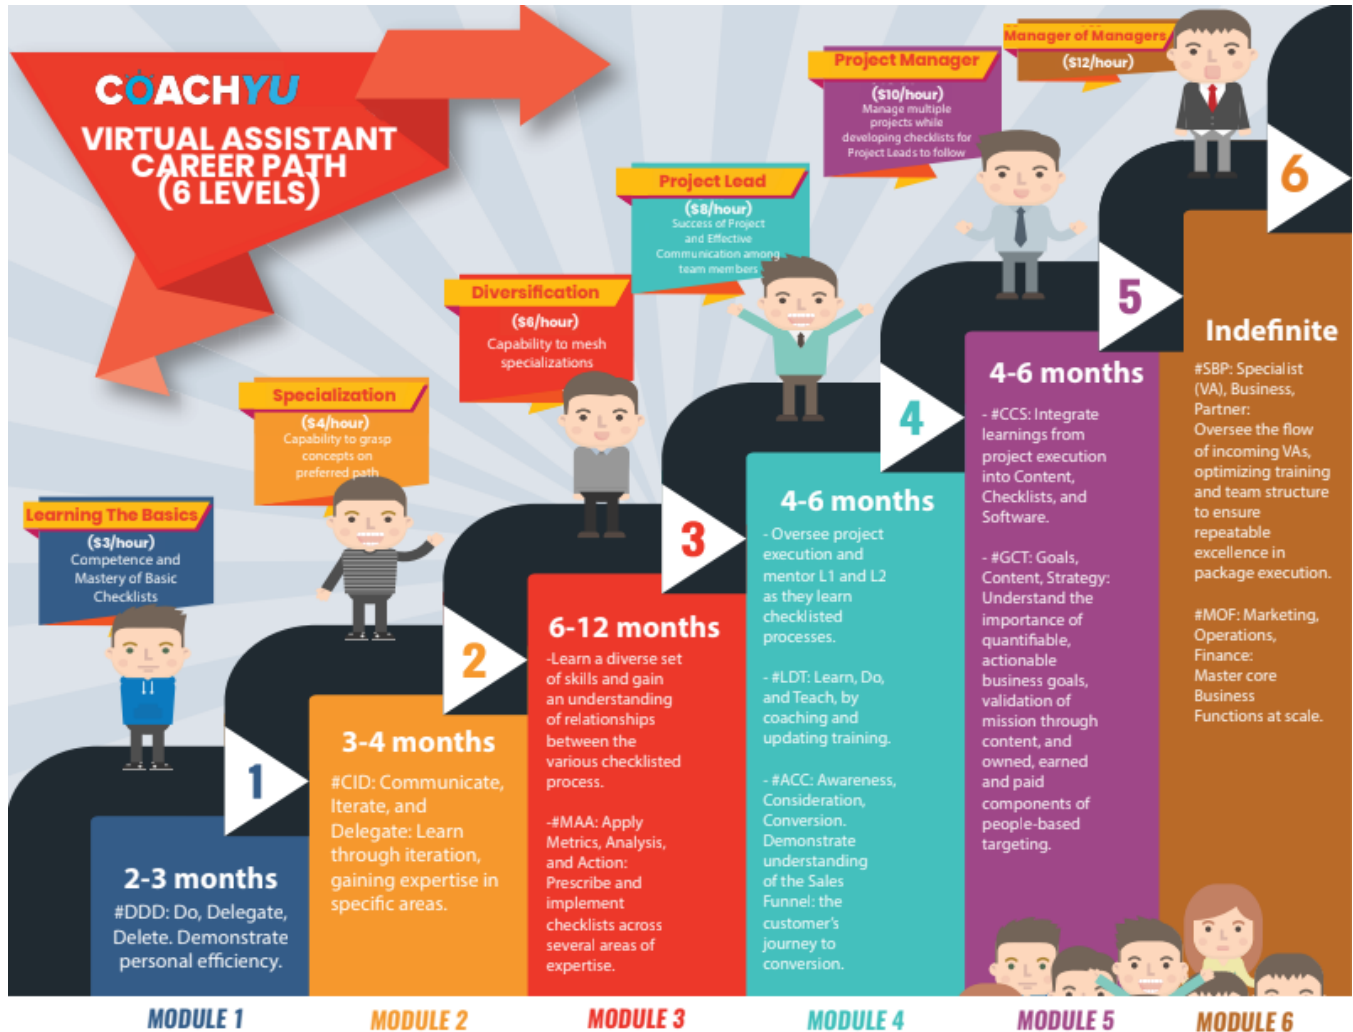 COACHYU
VIRTUAL ASSISTANT
CAREER PATH
(6 LEVELS)
Learning The Basics
($3/hour)
Competence and
Mastery of Basic
Checklists
1
2-3 months
#DDD: Do, Delegate,
Delete. Demonstrate
personal efficiency.
MODULE 1
Specialization
($4/hour)
Capability to grasp
concepts on
preferred path
2
3-4 months
#CID: Communicate,
Iterate, and
Delegate: Learn
through iteration,
gaining expertise in
specific areas.
MODULE 2
Diversification
($6/hour)
Capability to mesh
specializations
3
6-12 months
-Learn a diverse set
of skills and gain
an understanding
of relationships
between the
various checklisted
process.
-#MAA: Apply
Metrics, Analysis,
and Action:
Prescribe and
implement
checklists across
several areas of
expertise.
MODULE 3
Project Lead
($8/hour)
Success of Project
and Effective
Communication among
team members
4
4-6 months
- Oversee project
execution and
mentor L1 and L2
as they learn
checklisted
processes.
- #LDT: Learn, Do,
and Teach, by
coaching and
updating training.
- #ACC: Awareness,
Consideration,
Conversion.
Demonstrate
understanding
of the Sales
Funnel: the
customer's
journey to
conversion.
MODULE 4
Project Manager
($10/hour)
Manage multiple
projects while
developing checklists for
Project Leads to follow
5
4-6 months
- #CCS: Integrate
learnings from
project execution
into Content,
Checklists, and
Software.
- #GCT: Goals,
Content, Strategy:
Understand the
importance of
quantifiable,
actionable
business goals,
validation of
mission through
content, and
owned, earned
and paid
components of
people-based
targeting.
MODULE 5
Manager of Managers
($12/hour)
6
Indefinite
#SBP: Specialist
(VA), Business,
Partner:
Oversee the flow
of incoming VAs,
optimizing training
and team structure
to ensure
repeatable
excellence in
package execution.
#MOF: Marketing,
Operations,
Finance:
Master core
Business
Functions at scale.
MODULE 6